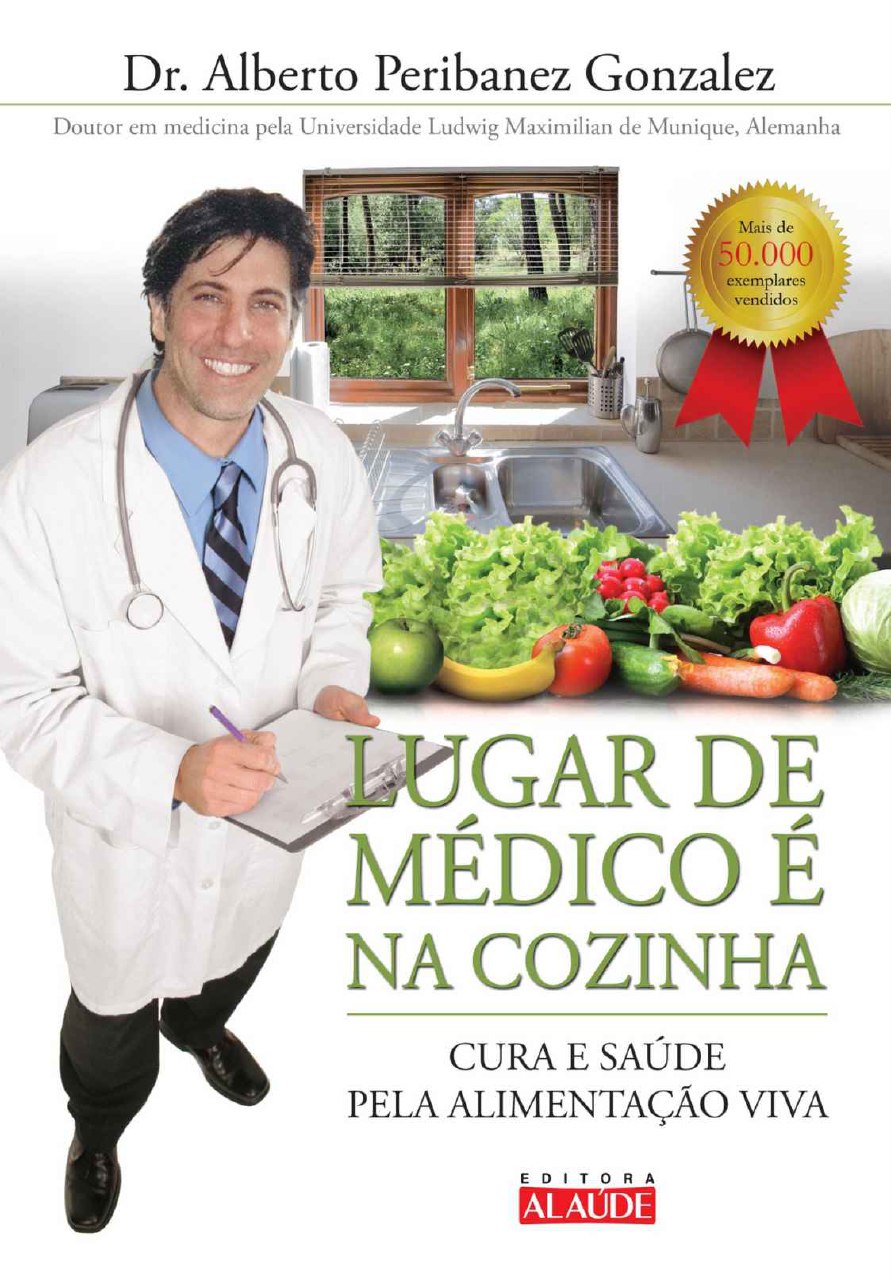 Dr. Alberto Peribanez Gonzalez
Doutor em medicina pela Universidade Ludwig Maximilian de Munique, Alemanha
Mais de
50.000
exemplares
vendidos
LUGAR DE
MÉDICO É
NA COZINHA
CURA E SAÚDE
PELA ALIMENTAÇÃO VIVA
EDITORA
ALAÚDE